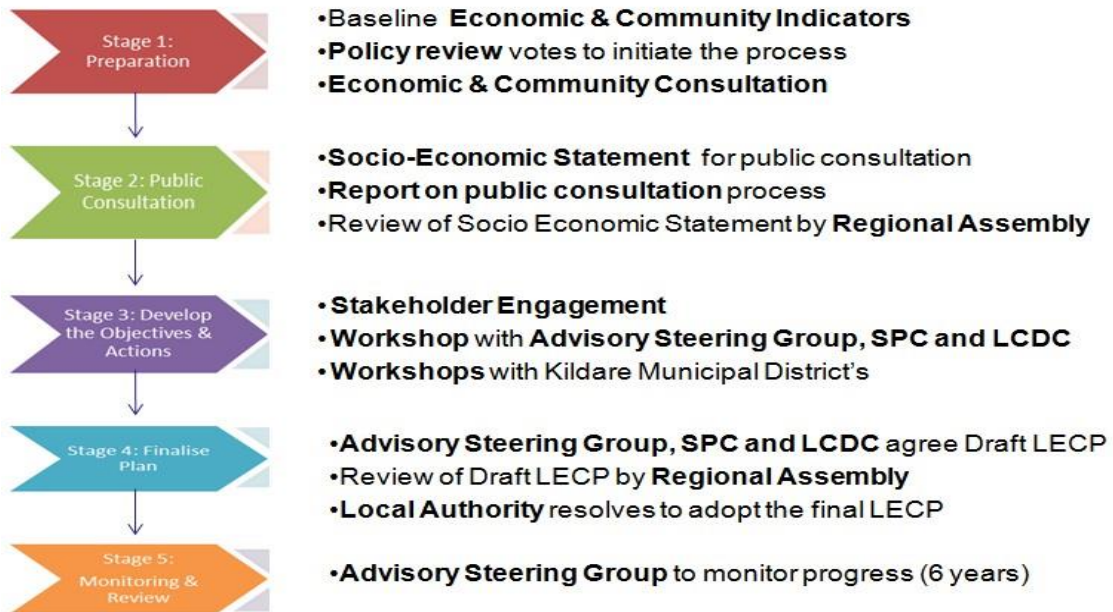 Stage 1:
Preparation
•Baseline Economic & Community Indicators
•Policy review votes to initiate the process
•Economic & Community Consultation
Stage 2: Public
Consultation
•Socio-Economic Statement for public consultation
•Report on public consultation process
•Review of Socio Economic Statement by Regional Assembly
Stage 3: Develop
the Objectives &
Actions
•Stakeholder Engagement
•Workshop with Advisory Steering Group, SPC and LCDC
•Workshops with Kildare Municipal District's
Stage 4: Finalise
Plan
•Advisory Steering Group, SPC and LCDC agree Draft LECP
•Review of Draft LECP by Regional Assembly
•Local Authority resolves to adopt the final LECP
Stage 5:
Monitoring &
Review
•Advisory Steering Group to monitor progress (6 years)